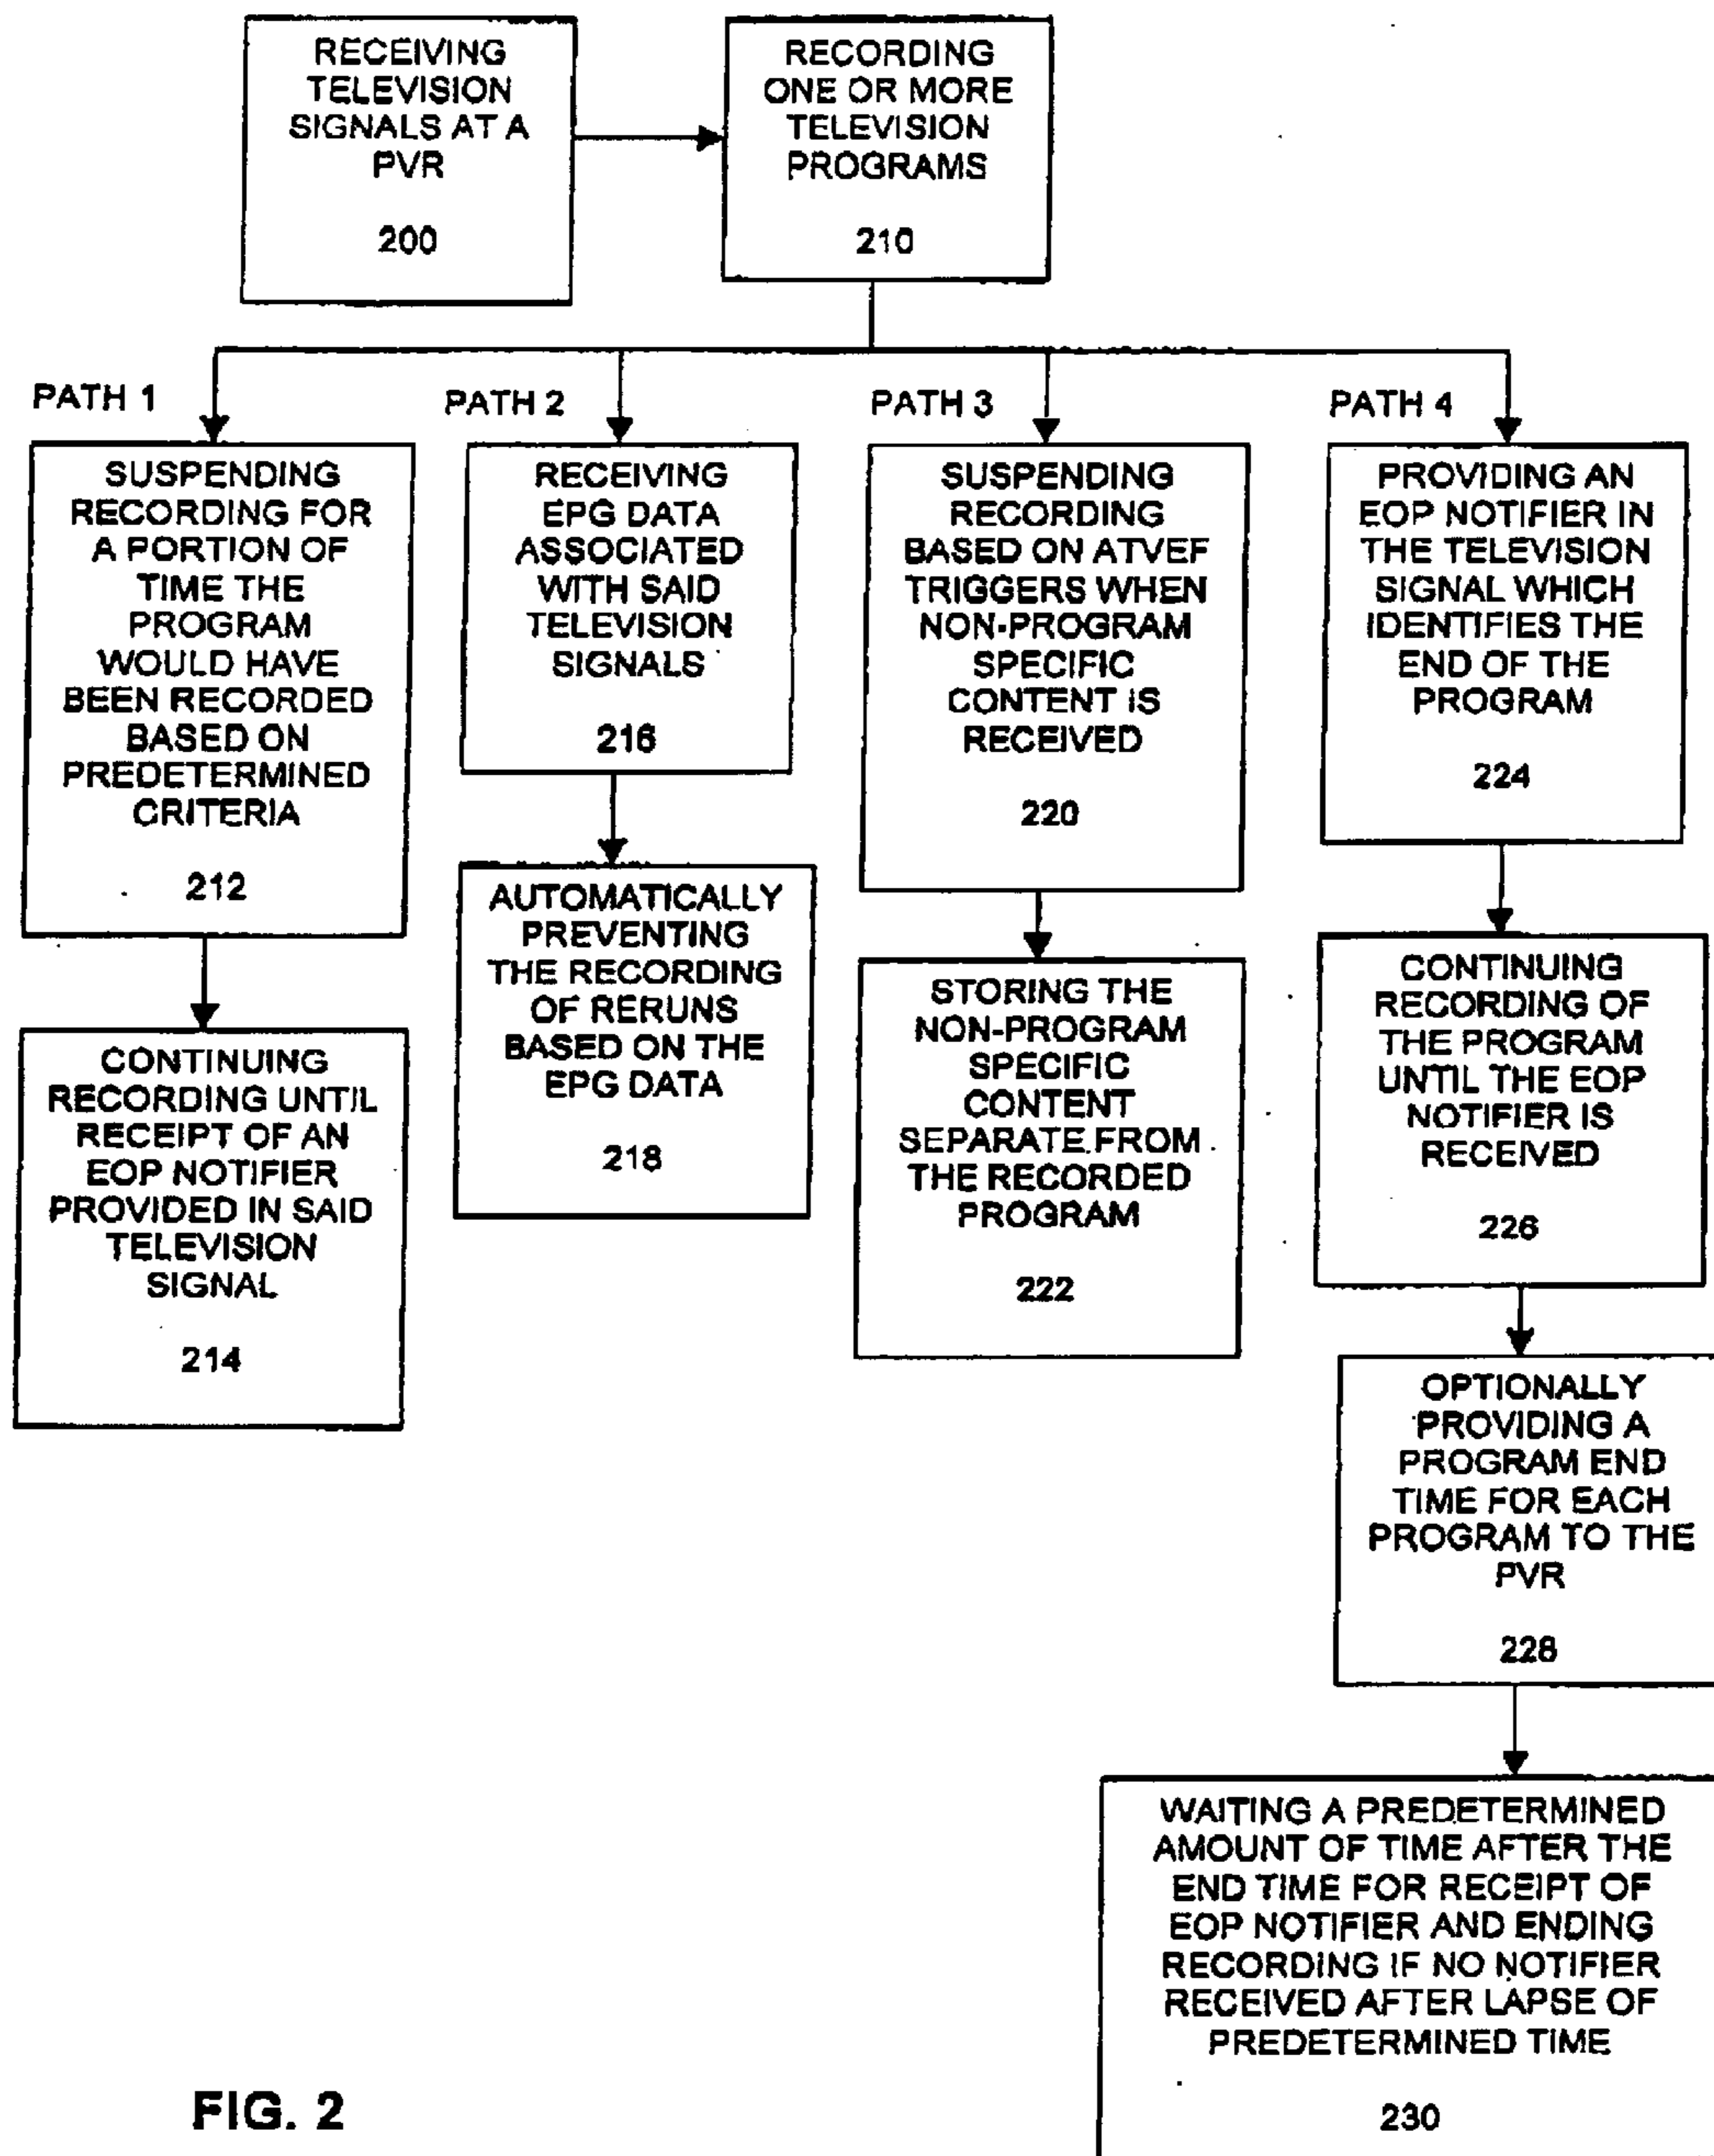 RECEIVING
TELEVISION
SIGNALS AT A
PVR
200
RECORDING
ONE OR MORE
TELEVISION
PROGRAMS
210
PATH 1
SUSPENDING
RECORDING FOR
A PORTION OF
TIME THE
PROGRAM
WOULD HAVE
BEEN RECORDED
BASED ON
PREDETERMINED
CRITERIA
212
CONTINUING
RECORDING UNTIL
RECEIPT OF AN
EOP NOTIFIER
PROVIDED IN SAID
TELEVISION
SIGNAL
214
PATH 2
RECEIVING
EPG DATA
ASSOCIATED
WITH SAID
TELEVISION
SIGNALS
216
AUTOMATICALLY
PREVENTING
THE RECORDING
OF RERUNS
BASED ON THE
EPG DATA
218
PATH 3
SUSPENDING
RECORDING
BASED ON ATVEF
TRIGGERS WHEN
NON-PROGRAM
SPECIFIC
CONTENT IS
RECEIVED
220
STORING THE
NON-PROGRAM
SPECIFIC
CONTENT
SEPARATE FROM
THE RECORDED
PROGRAM
222
PATH 4
PROVIDING AN
EOP NOTIFIER IN
THE TELEVISION
SIGNAL WHICH
IDENTIFIES THE
END OF THE
PROGRAM
224
CONTINUING
RECORDING OF
THE PROGRAM
UNTIL THE EOP
NOTIFIER IS
RECEIVED
226
OPTIONALLY
PROVIDING A
PROGRAM END
TIME FOR EACH
PROGRAM TO THE
PVR
228
WAITING A PREDETERMINED
AMOUNT OF TIME AFTER THE
END TIME FOR RECEIPT OF
EOP NOTIFIER AND ENDING
RECORDING IF NO NOTIFIER
RECEIVED AFTER LAPSE OF
PREDETERMINED TIME
230
FIG. 2